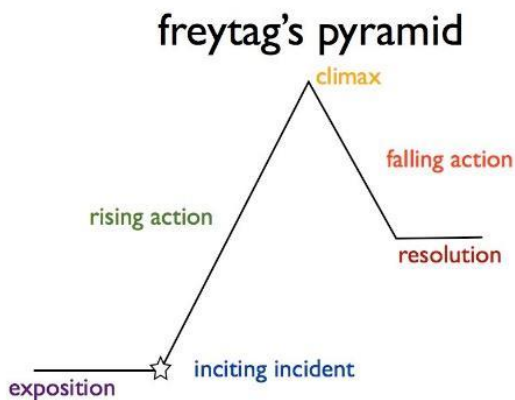 freytag's pyramid
climax
falling action
rising action
resolution
inciting incident
exposition